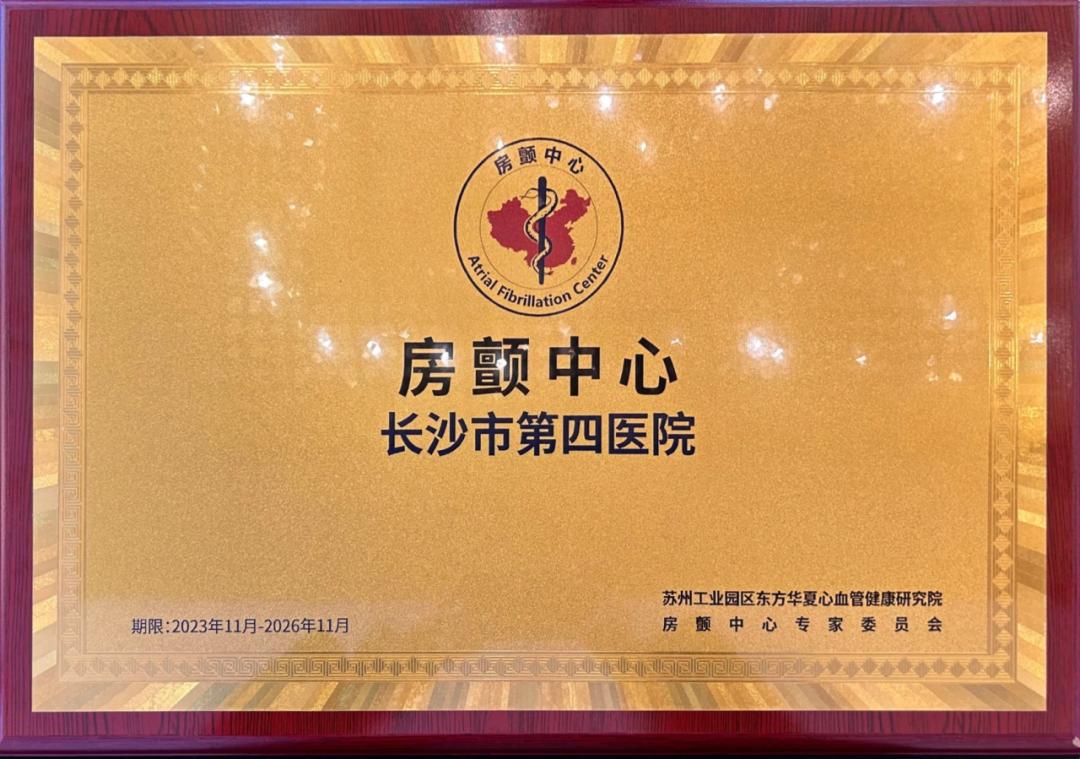 房颤中心
Atrial Fibrillation Center
房颤中心
长沙市第四医院
期限:2023年11月-2026年11月
苏州工业园区东方华夏心血管健康研究院
房颤中心专家委员会